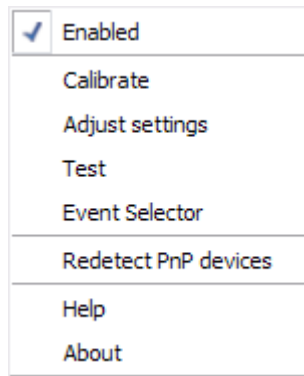 Enabled
Calibrate
Adjust settings
Test
Event Selector
Redetect PnP devices
Help
About